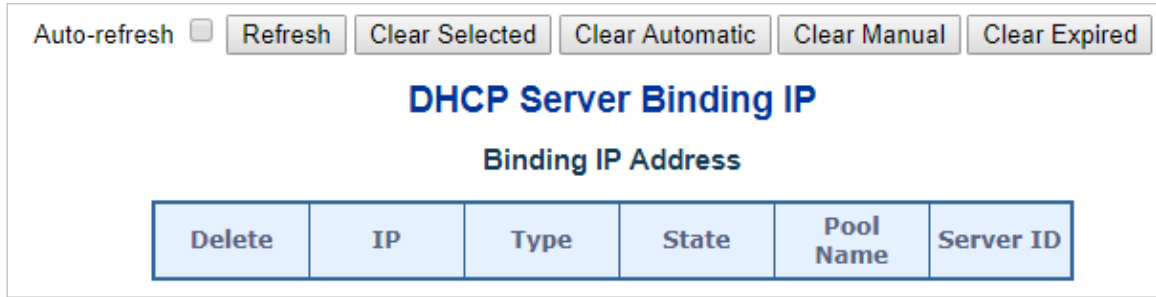 Auto-refresh Refresh Clear Selected Clear Automatic Clear Manual Clear Expired
DHCP Server Binding IP
Binding IP Address
Delete IP Type State Pool Name Server ID